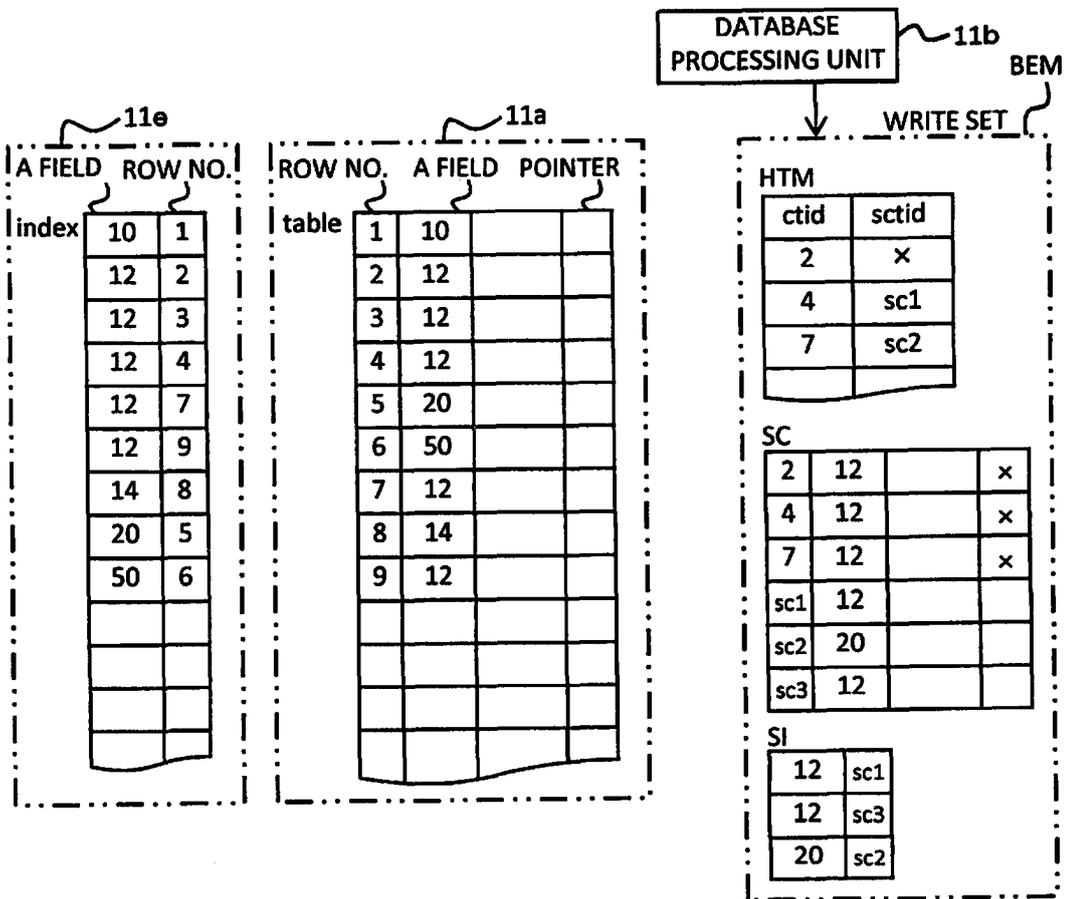 DATABASE
PROCESSING UNIT
11b
BEM
WRITE SET
11e
A FIELD ROW NO.
index
10 1
12 2
12 3
12 4
12 7
12 9
14 8
20 5
50 6
11a
ROW NO. A FIELD POINTER
table
1 10
2 12
3 12
4 12
5 20
6 50
7 12
8 14
9 12
HTM
ctid sctid
2 ×
4 sc1
7 sc2
SC
2 12 ×
4 12 ×
7 12 ×
sc1 12
sc2 20
sc3 12
SI
12 sc1
12 sc3
20 sc2